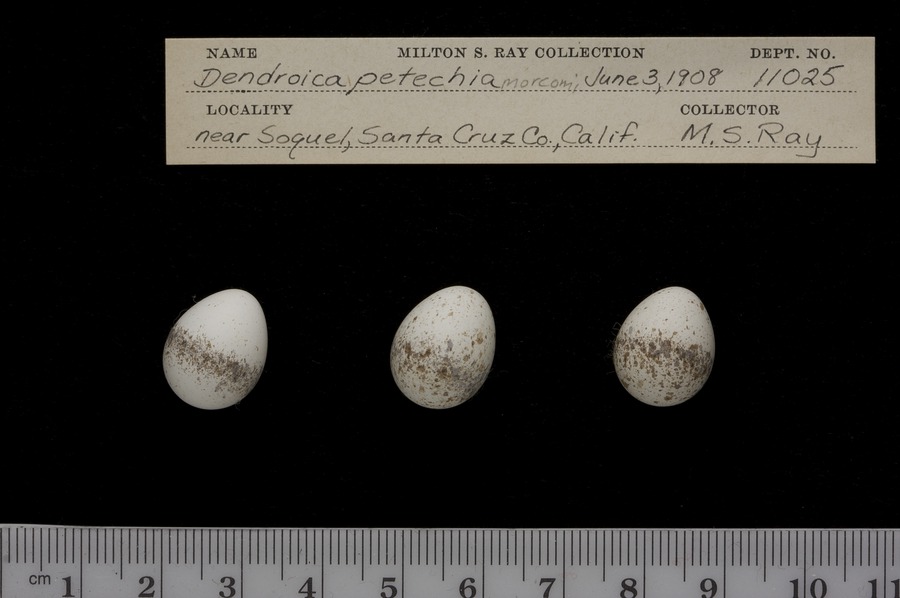 NAME MILTON S. RAY COLLECTION DEPT. NO.
Dendroica petechia morcomi, June 3, 1908 11025
LOCALITY COLLECTOR
near Soquel, Santa Cruz Co., Calif. M. S. Ray
cm 1 2 3 4 5 6 7 8 9 10 11